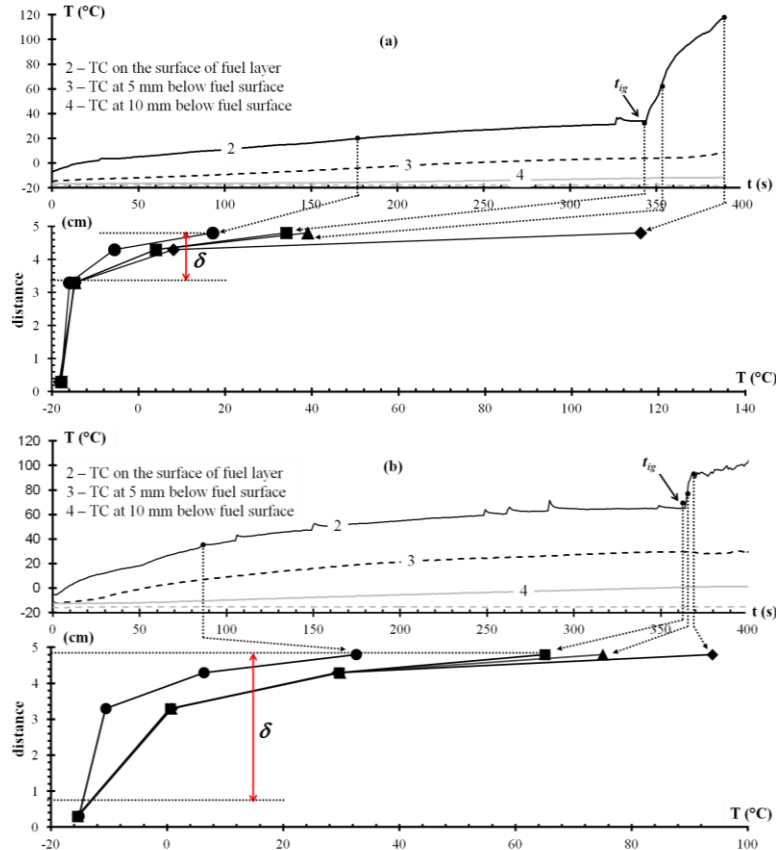 T (°C)
120
100
80
60
40
20
0
-20
(a)
2 – TC on the surface of fuel layer
3 – TC at 5 mm below fuel surface
4 – TC at 10 mm below fuel surface
t_ig
2
3
4
t (s)
0 50 100 150 200 250 300 350 400
(cm)
5
4
3
2
1
0
distance
δ
T (°C)
-20 0 20 40 60 80 100 120 140
T (°C)
120
100
80
60
40
20
0
-20
(b)
2 – TC on the surface of fuel layer
3 – TC at 5 mm below fuel surface
4 – TC at 10 mm below fuel surface
t_ig
2
3
4
t (s)
0 50 100 150 200 250 300 350 400
(cm)
5
4
3
2
1
0
distance
δ
T (°C)
-20 0 20 40 60 80 100